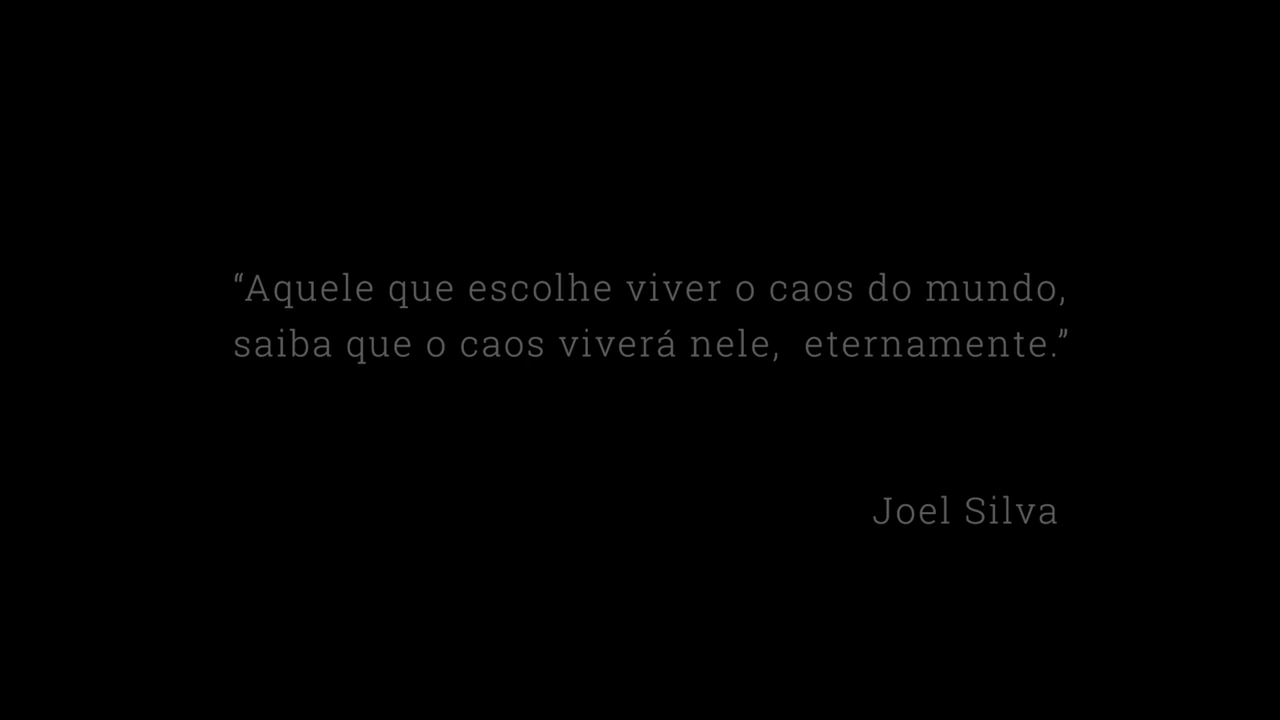 “Aquele que escolhe viver o caos do mundo,
saiba que o caos viverá nele,  eternamente.”
Joel Silva